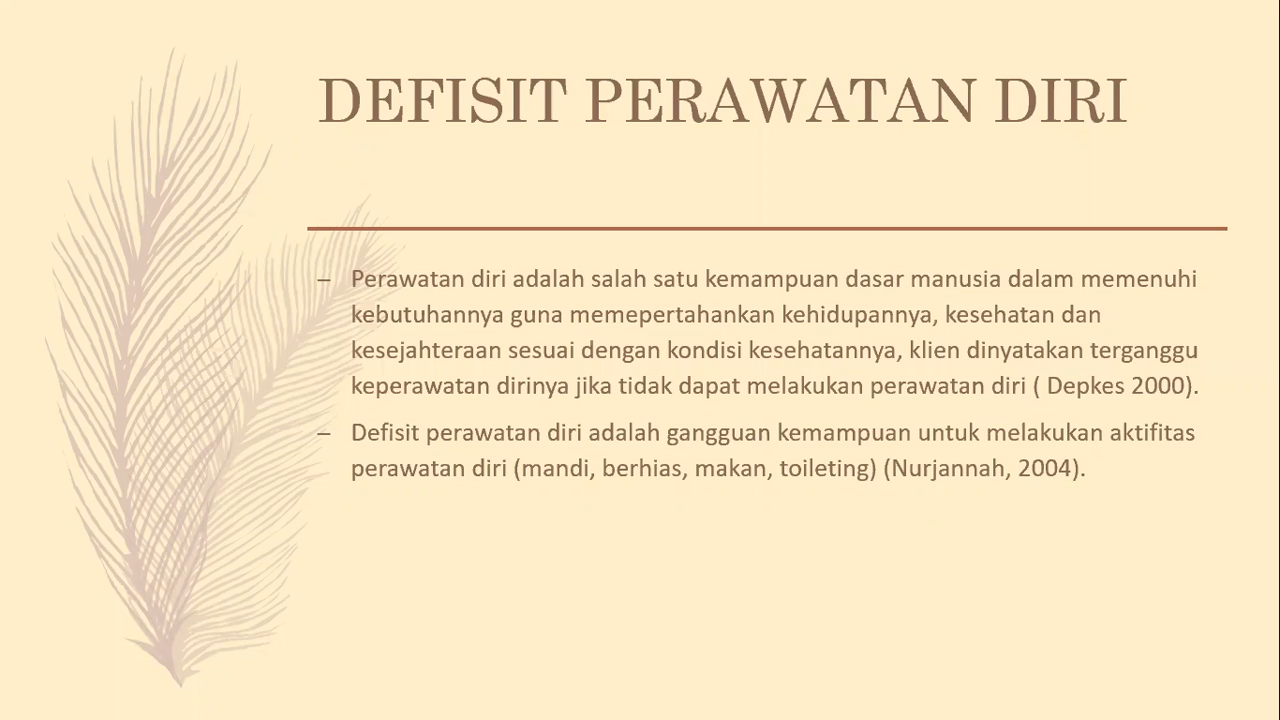 DEFISIT PERAWATAN DIRI
– Perawatan diri adalah salah satu kemampuan dasar manusia dalam memenuhi
kebutuhannya guna memepertahankan kehidupannya, kesehatan dan
kesejahteraan sesuai dengan kondisi kesehatannya, klien dinyatakan terganggu
keperawatan dirinya jika tidak dapat melakukan perawatan diri ( Depkes 2000).
– Defisit perawatan diri adalah gangguan kemampuan untuk melakukan aktifitas
perawatan diri (mandi, berhias, makan, toileting) (Nurjannah, 2004).